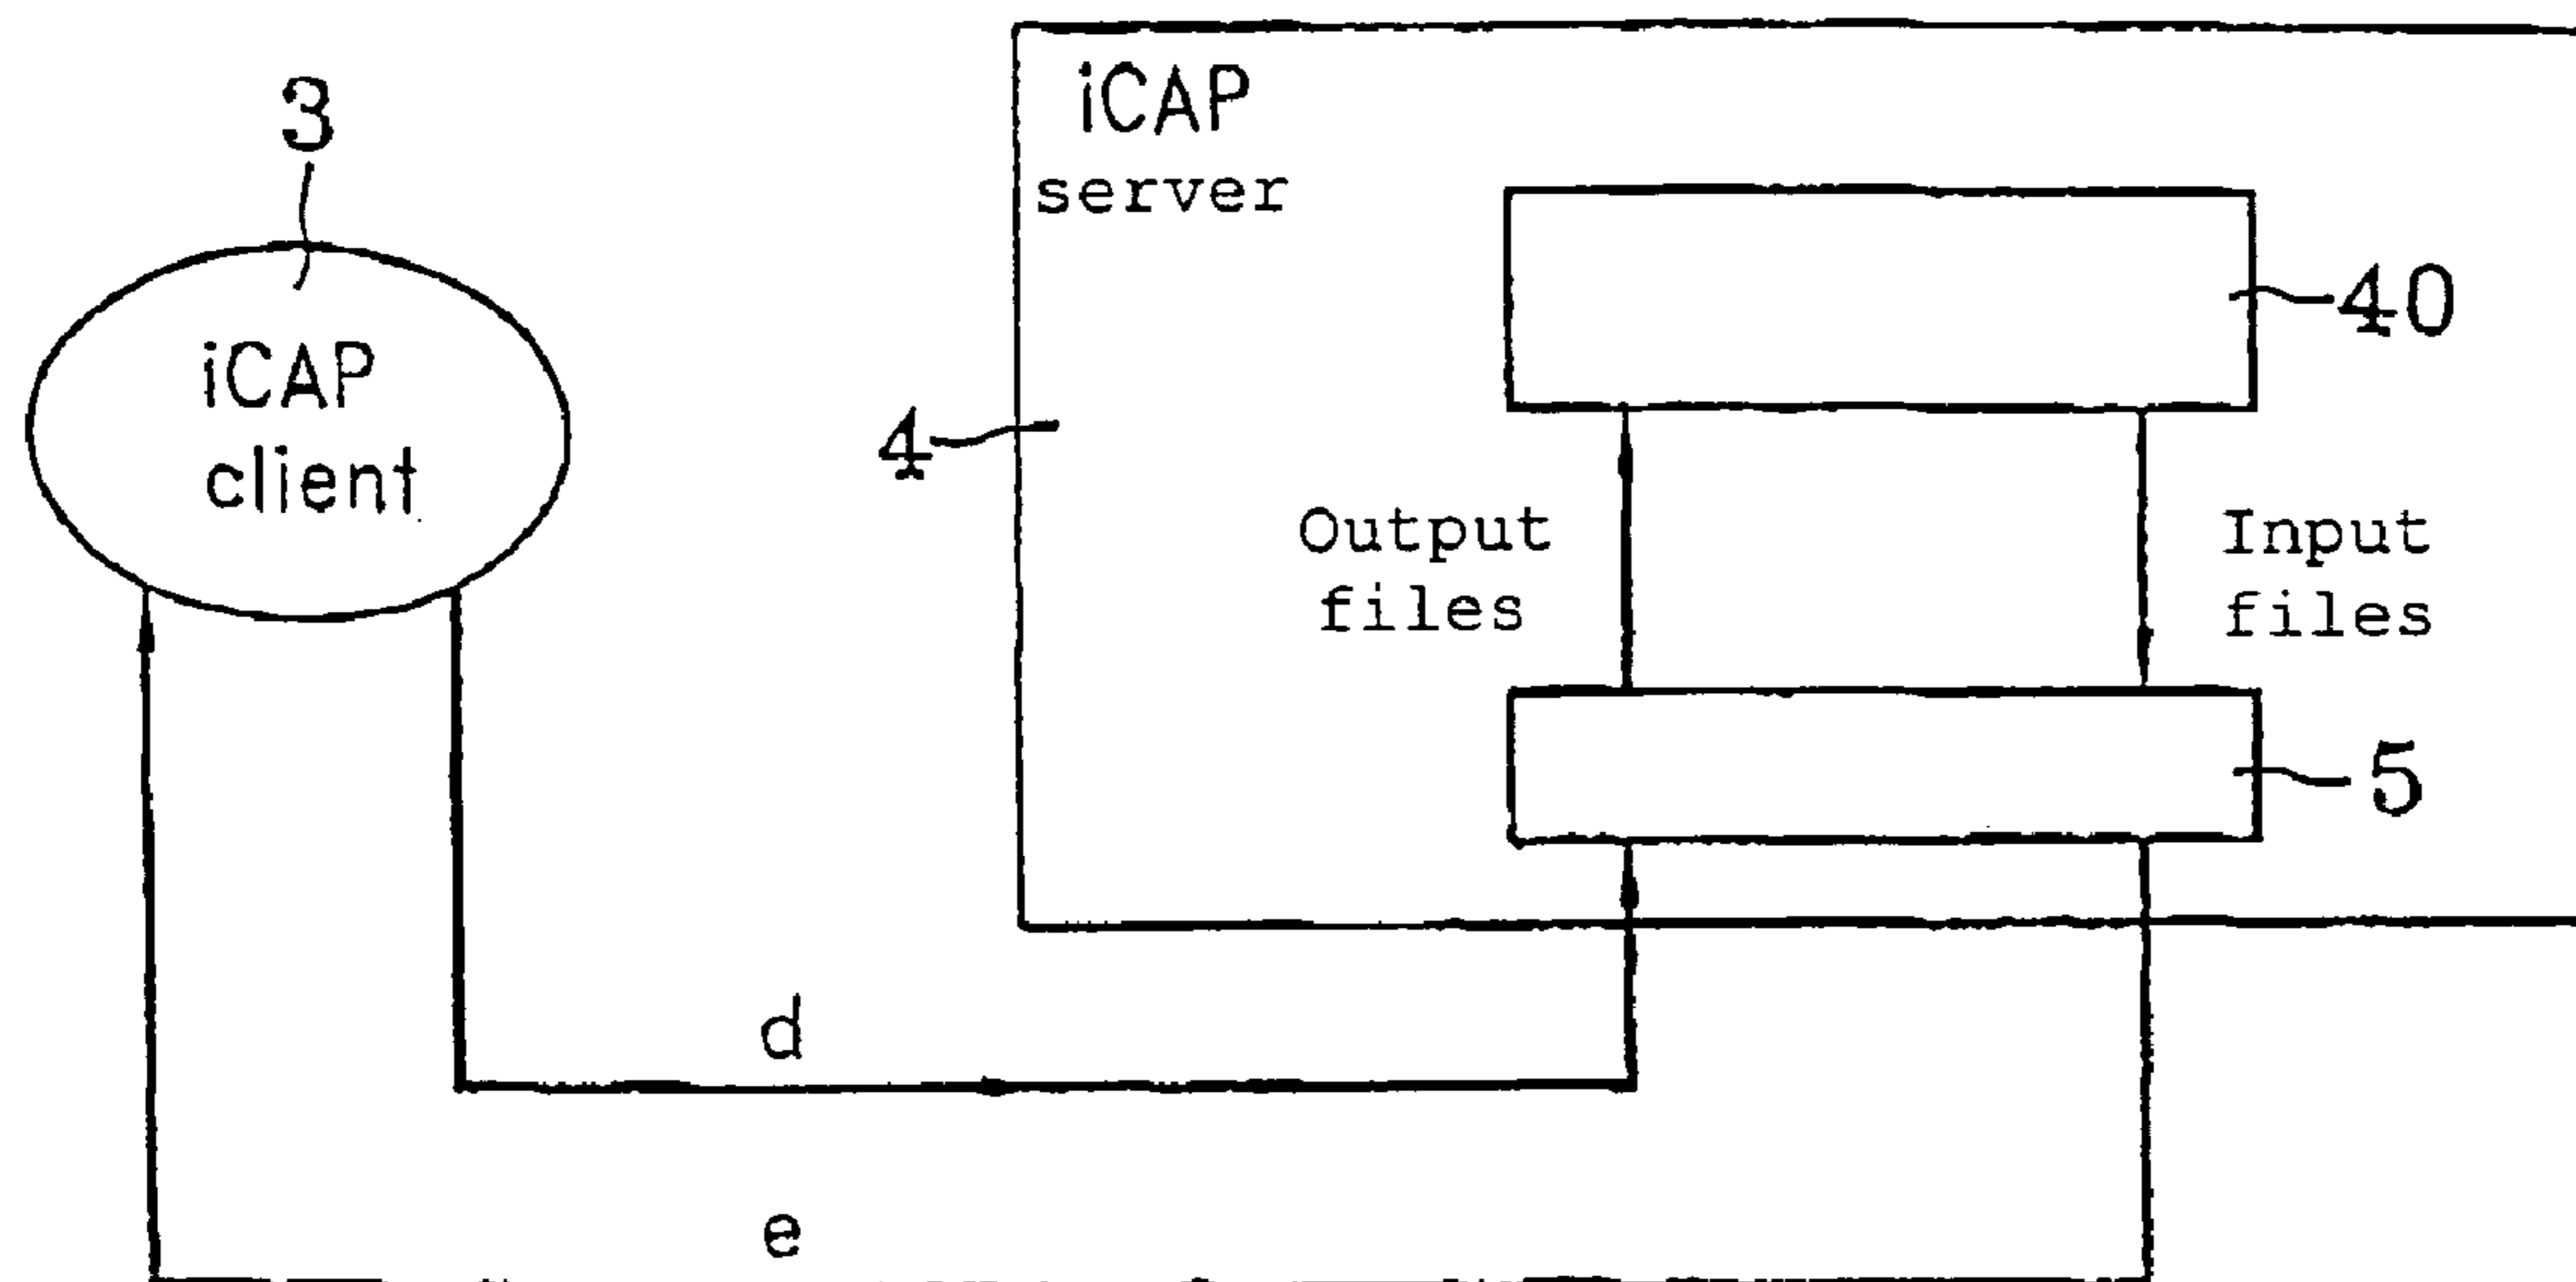 3
iCAP
client
iCAP
server
4
40
Output
files
Input
files
5
d
e